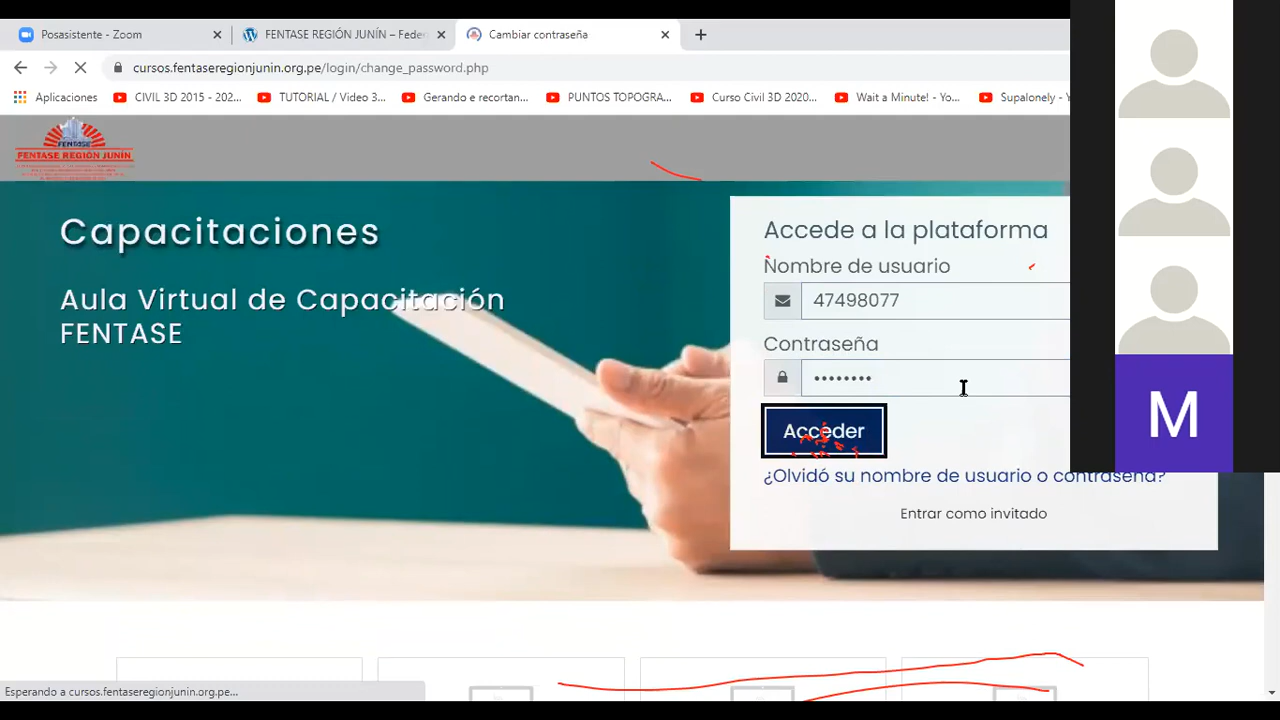 Posasistente - Zoom
FENTASE REGIÓN JUNÍN – Fede
Cambiar contraseña
cursos.fentaseregionjunin.org.pe/login/change_password.php
Aplicaciones
CIVIL 3D 2015 - 202...
TUTORIAL / Video 3...
Gerando e recortan...
PUNTOS TOPOGRA...
Curso Civil 3D 2020...
Wait a Minute! - Yo...
Supalonely - Y
FENTASE
FENTASE REGIÓN JUNÍN
Capacitaciones
Aula Virtual de Capacitación
FENTASE
Accede a la plataforma
Nombre de usuario
47498077
Contraseña
••••••••
Acceder
¿Olvidó su nombre de usuario o contraseña?
Entrar como invitado
M
Esperando a cursos.fentaseregionjunin.org.pe...